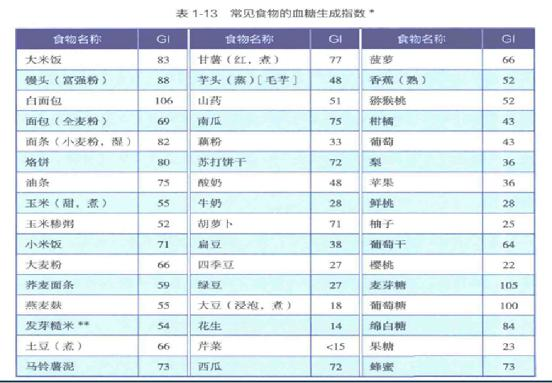 表 1-13 常见食物的血糖生成指数 *
食物名称 GI 食物名称 GI 食物名称 GI
大米饭 83 甘薯（红，煮） 77 菠萝 66
馒头（富强粉） 88 芋头（蒸）[毛芋] 48 香蕉（熟） 52
白面包 106 山药 51 猕猴桃 52
面包（全麦粉） 69 南瓜 75 柑橘 43
面条（小麦粉，湿） 82 藕粉 33 葡萄 43
烙饼 80 苏打饼干 72 梨 36
油条 75 酸奶 48 苹果 36
玉米（甜，煮） 55 牛奶 28 鲜桃 28
玉米糁粥 52 胡萝卜 71 柚子 25
小米饭 71 扁豆 38 葡萄干 64
大麦粉 66 四季豆 27 樱桃 22
荞麦面条 59 绿豆 27 麦芽糖 105
燕麦麸 55 大豆（浸泡，煮） 18 葡萄糖 100
发芽糙米 ** 54 花生 14 绵白糖 84
土豆（煮） 66 芹菜 <15 果糖 23
马铃薯泥 73 西瓜 72 蜂蜜 73